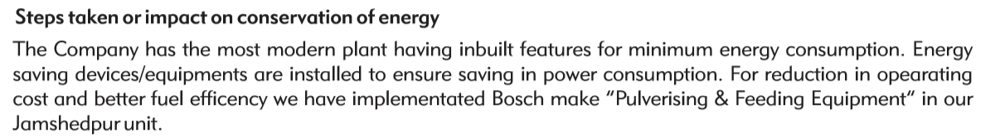 Steps taken or impact on conservation of energy
The Company has the most modern plant having inbuilt features for minimum energy consumption. Energy
saving devices/equipments are installed to ensure saving in power consumption. For reduction in opearating
cost and better fuel efficency we have implementated Bosch make “Pulverising & Feeding Equipment” in our
Jamshedpur unit.